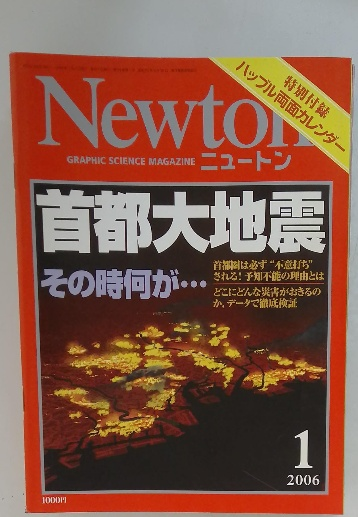 特別付録
ハッブル両面カレンダー
Newton
GRAPHIC SCIENCE MAGAZINE ニュートン
首都大地震
その時何が…
首都圏は必ず“不意打ち”
される!予知不能の理由とは
どこにどんな災害がおきるの
か、データで徹底検証
1
2006
1000円